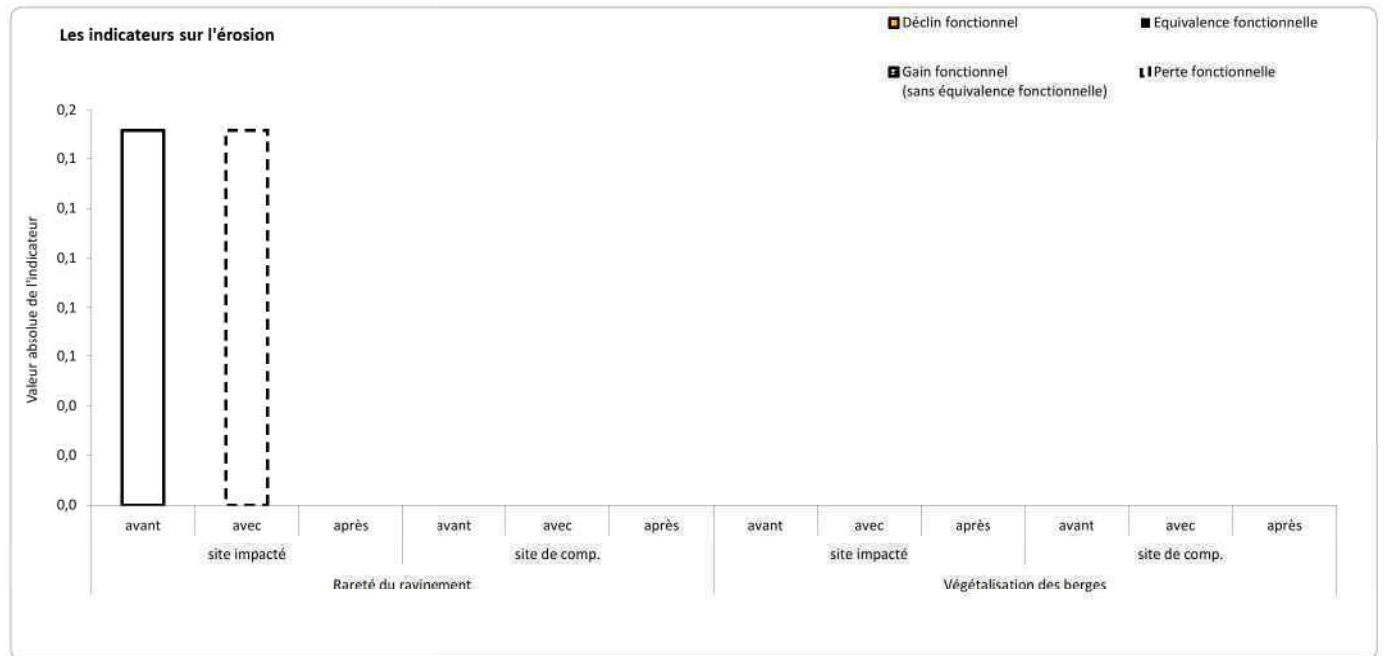 Les indicateurs sur l'érosion
Déclin fonctionnel
Equivalence fonctionnelle
Gain fonctionnel
(sans équivalence fonctionnelle)
Perte fonctionnelle
Valeur absolue de l'indicateur
0,2
0,1
0,1
0,1
0,1
0,1
0,0
0,0
0,0
avant avec après avant avec après avant avec après avant avec après
site impacté site de comp. site impacté site de comp.
Rareté du ravinement Végétalisation des berges